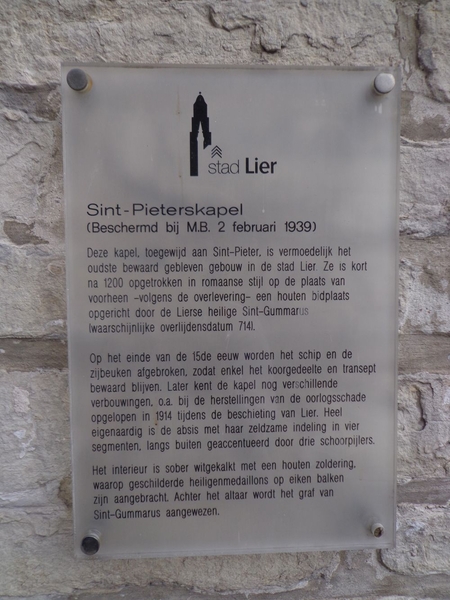 stad Lier
Sint-Pieterskapel
(Beschermd bij M.B. 2 februari 1939)
Deze kapel, toegewijd aan Sint-Pieter, is vermoedelijk het
oudste bewaard gebleven gebouw in de stad Lier. Ze is kort
na 1200 opgetrokken in romaanse stijl op de plaats van
voorheen -volgens de overlevering- een houten bidplaats
opgericht door de Lierse heilige Sint-Gummarus
(waarschijnlijke overlijdensdatum 714).
Op het einde van de 15de eeuw worden het schip en de
zijbeuken afgebroken, zodat enkel het koorgedeelte en transept
bewaard blijven. Later kent de kapel nog verschillende
verbouwingen, o.a. bij de herstellingen van de oorlogsschade
opgelopen in 1914 tijdens de beschieting van Lier. Heel
eigenaardig is de absis met haar zeldzame indeling in vier
segmenten, langs buiten geaccentueerd door drie schoorpijlers.
Het interieur is sober witgekalkt met een houten zoldering,
waarop geschilderde heiligenmedaillons op eiken balken
zijn aangebracht. Achter het altaar wordt het graf van
Sint-Gummarus aangewezen.